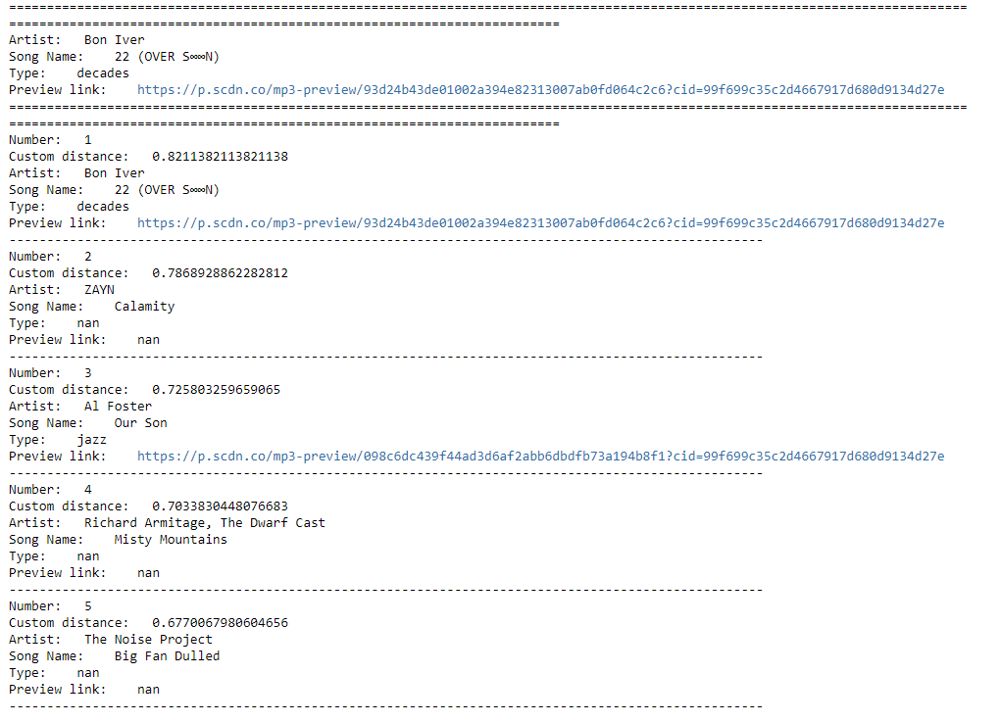 ===============================================================================================================================
=========================================================================
Artist:   Bon Iver
Song Name:    22 (OVER S∞∞N)
Type:    decades
Preview link:    https://p.scdn.co/mp3-preview/93d24b43de01002a394e82313007ab0fd064c2c6?cid=99f699c35c2d4667917d680d9134d27e
===============================================================================================================================
=========================================================================
Number:   1
Custom distance:   0.8211382113821138
Artist:   Bon Iver
Song Name:    22 (OVER S∞∞N)
Type:    decades
Preview link:    https://p.scdn.co/mp3-preview/93d24b43de01002a394e82313007ab0fd064c2c6?cid=99f699c35c2d4667917d680d9134d27e
----------------------------------------------------------------------------------------------------
Number:   2
Custom distance:   0.7868928862282812
Artist:   ZAYN
Song Name:    Calamity
Type:    nan
Preview link:    nan
----------------------------------------------------------------------------------------------------
Number:   3
Custom distance:   0.725803259659065
Artist:   Al Foster
Song Name:    Our Son
Type:    jazz
Preview link:    https://p.scdn.co/mp3-preview/098c6dc439f44ad3d6af2abb6dbdfb73a194b8f1?cid=99f699c35c2d4667917d680d9134d27e
----------------------------------------------------------------------------------------------------
Number:   4
Custom distance:   0.7033830448076683
Artist:   Richard Armitage, The Dwarf Cast
Song Name:    Misty Mountains
Type:    nan
Preview link:    nan
----------------------------------------------------------------------------------------------------
Number:   5
Custom distance:   0.6770067980604656
Artist:   The Noise Project
Song Name:    Big Fan Dulled
Type:    nan
Preview link:    nan
----------------------------------------------------------------------------------------------------